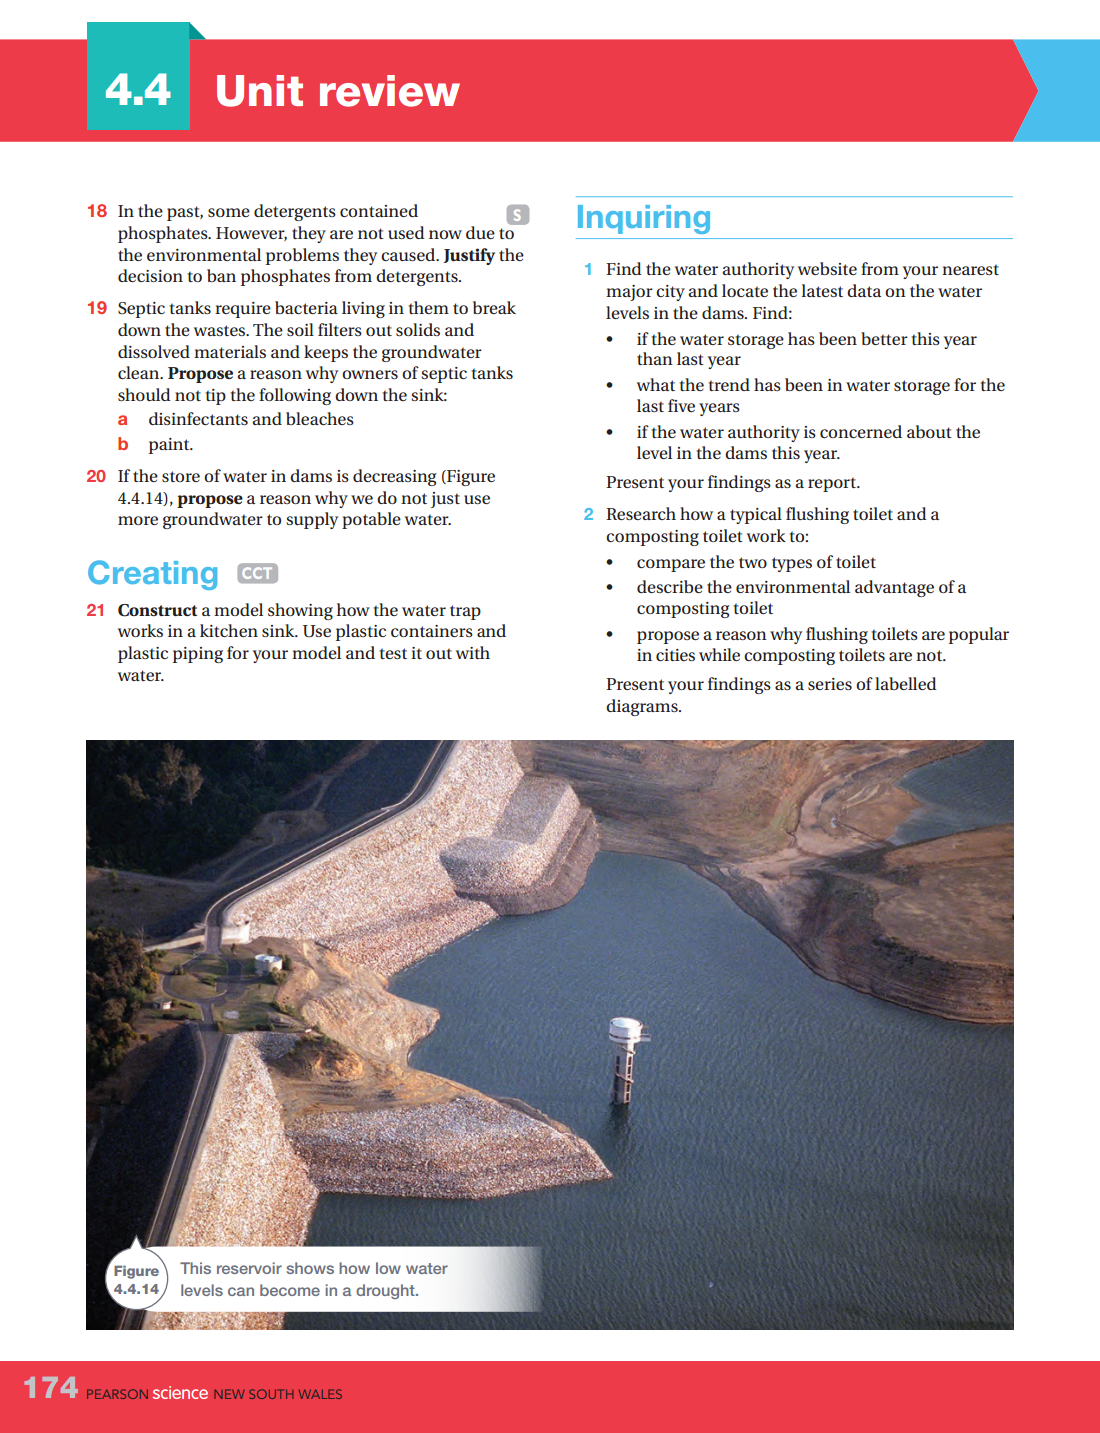 4.4 Unit review
18 In the past, some detergents contained S
phosphates. However, they are not used now due to
the environmental problems they caused. Justify the
decision to ban phosphates from detergents.
19 Septic tanks require bacteria living in them to break
down the wastes. The soil filters out solids and
dissolved materials and keeps the groundwater
clean. Propose a reason why owners of septic tanks
should not tip the following down the sink:
a disinfectants and bleaches
b paint.
20 If the store of water in dams is decreasing (Figure
4.4.14), propose a reason why we do not just use
more groundwater to supply potable water.
Creating CCT
21 Construct a model showing how the water trap
works in a kitchen sink. Use plastic containers and
plastic piping for your model and test it out with
water.
Inquiring
1 Find the water authority website from your nearest
major city and locate the latest data on the water
levels in the dams. Find:
• if the water storage has been better this year
than last year
• what the trend has been in water storage for the
last five years
• if the water authority is concerned about the
level in the dams this year.
Present your findings as a report.
2 Research how a typical flushing toilet and a
composting toilet work to:
• compare the two types of toilet
• describe the environmental advantage of a
composting toilet
• propose a reason why flushing toilets are popular
in cities while composting toilets are not.
Present your findings as a series of labelled
diagrams.
Figure
4.4.14
This reservoir shows how low water
levels can become in a drought.
174 PEARSON science NEW SOUTH WALES